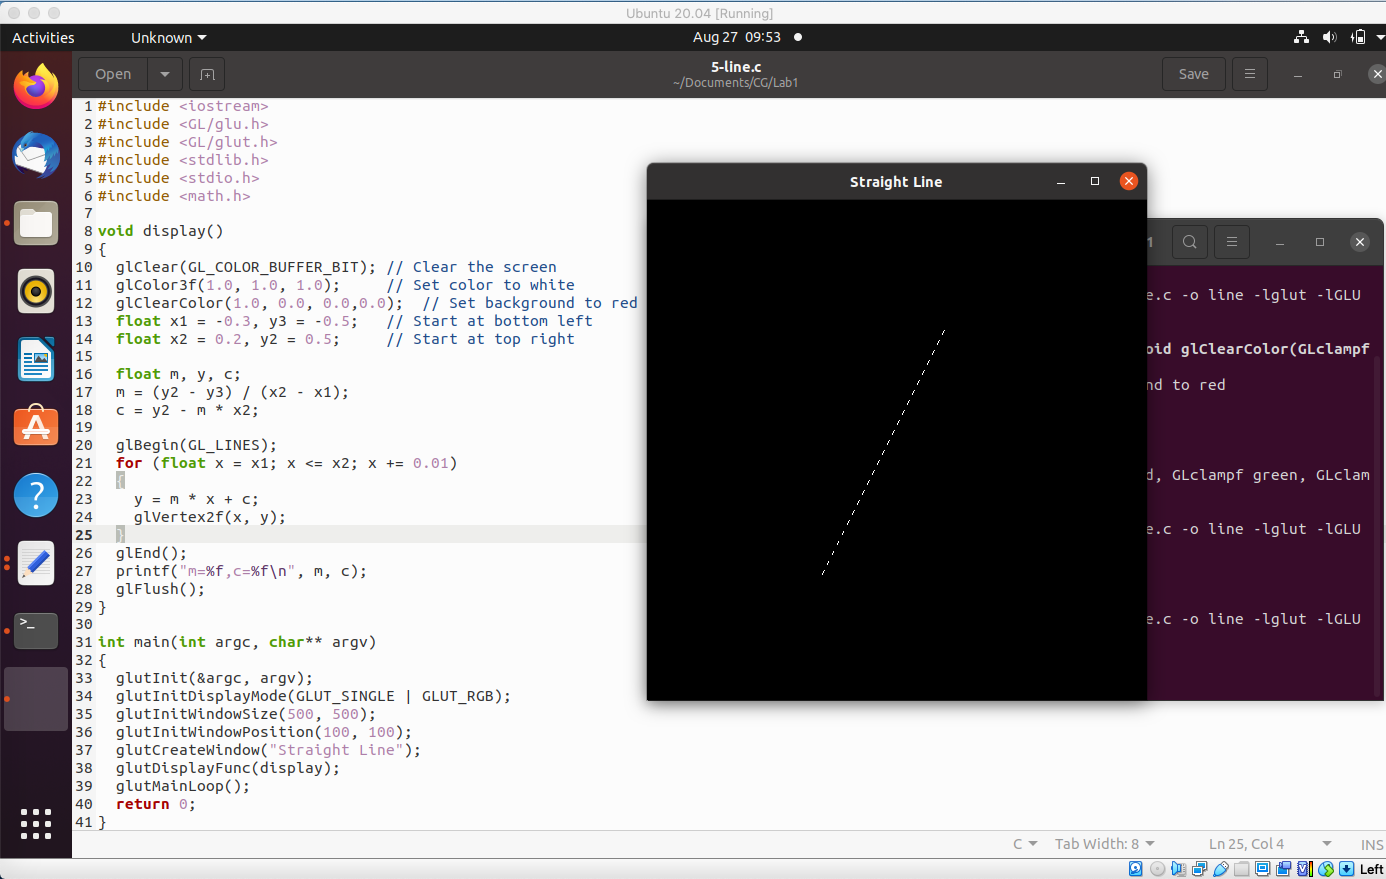 Ubuntu 20.04 [Running]
Activities
Unknown
Aug 27 09:53
Open
5-line.c
~/Documents/CG/Lab1
Save
1 #include <iostream>
2 #include <GL/glu.h>
3 #include <GL/glut.h>
4 #include <stdlib.h>
5 #include <stdio.h>
6 #include <math.h>
7
8 void display()
9 {
10   glClear(GL_COLOR_BUFFER_BIT); // Clear the screen
11   glColor3f(1.0, 1.0, 1.0);     // Set color to white
12   glClearColor(1.0, 0.0, 0.0,0.0);  // Set background to red
13   float x1 = -0.3, y3 = -0.5;   // Start at bottom left
14   float x2 = 0.2, y2 = 0.5;     // Start at top right
15
16   float m, y, c;
17   m = (y2 - y3) / (x2 - x1);
18   c = y2 - m * x2;
19
20   glBegin(GL_LINES);
21   for (float x = x1; x <= x2; x += 0.01)
22   {
23     y = m * x + c;
24     glVertex2f(x, y);
25   }
26   glEnd();
27   printf("m=%f,c=%f\n", m, c);
28   glFlush();
29 }
30
31 int main(int argc, char** argv)
32 {
33   glutInit(&argc, argv);
34   glutInitDisplayMode(GLUT_SINGLE | GLUT_RGB);
35   glutInitWindowSize(500, 500);
36   glutInitWindowPosition(100, 100);
37   glutCreateWindow("Straight Line");
38   glutDisplayFunc(display);
39   glutMainLoop();
40   return 0;
41 }
Straight Line
1
e.c -o line -lglut -lGLU
oid glClearColor(GLclampf
nd to red
d, GLclampf green, GLclam
e.c -o line -lglut -lGLU
e.c -o line -lglut -lGLU
C
Tab Width: 8
Ln 25, Col 4
INS
Left